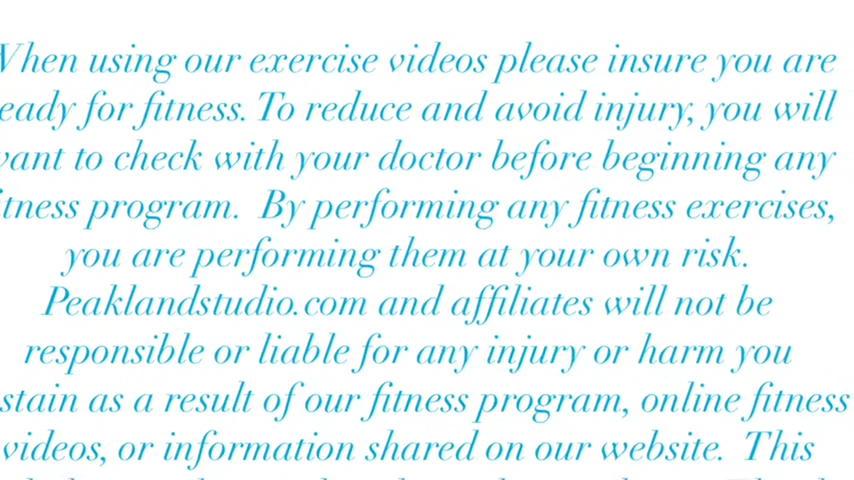 When using our exercise videos please insure you are
eady for fitness. To reduce and avoid injury, you will
vant to check with your doctor before beginning any
itness program. By performing any fitness exercises,
you are performing them at your own risk.
Peaklandstudio.com and affiliates will not be
responsible or liable for any injury or harm you
stain as a result of our fitness program, online fitness
videos, or information shared on our website. This